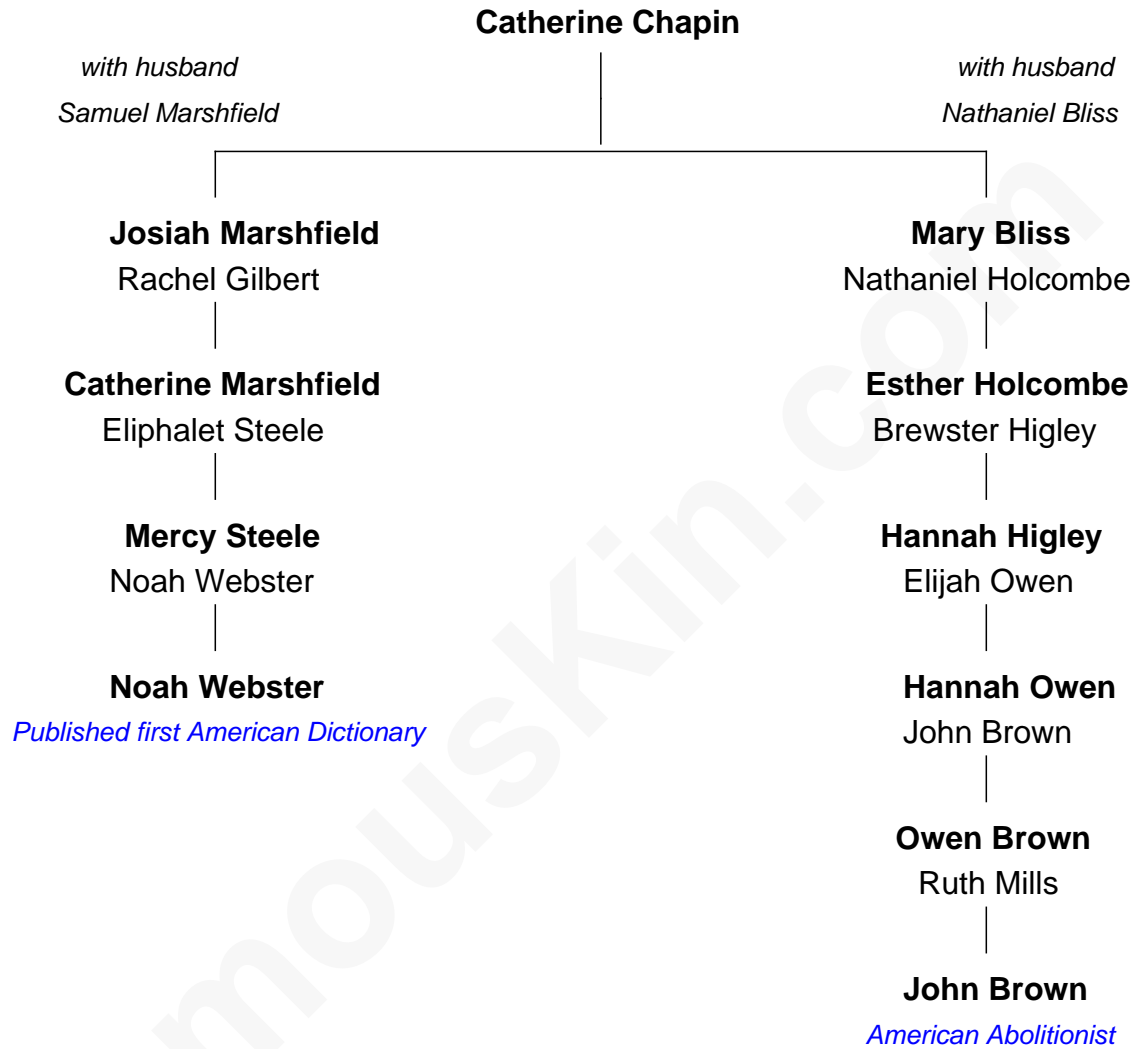 Catherine Chapin
with husband
Samuel Marshfield
with husband
Nathaniel Bliss
Josiah Marshfield
Rachel Gilbert
Mary Bliss
Nathaniel Holcombe
Catherine Marshfield
Eliphalet Steele
Esther Holcombe
Brewster Higley
Mercy Steele
Noah Webster
Hannah Higley
Elijah Owen
Noah Webster
Published first American Dictionary
Hannah Owen
John Brown
Owen Brown
Ruth Mills
John Brown
American Abolitionist
mouskin.com